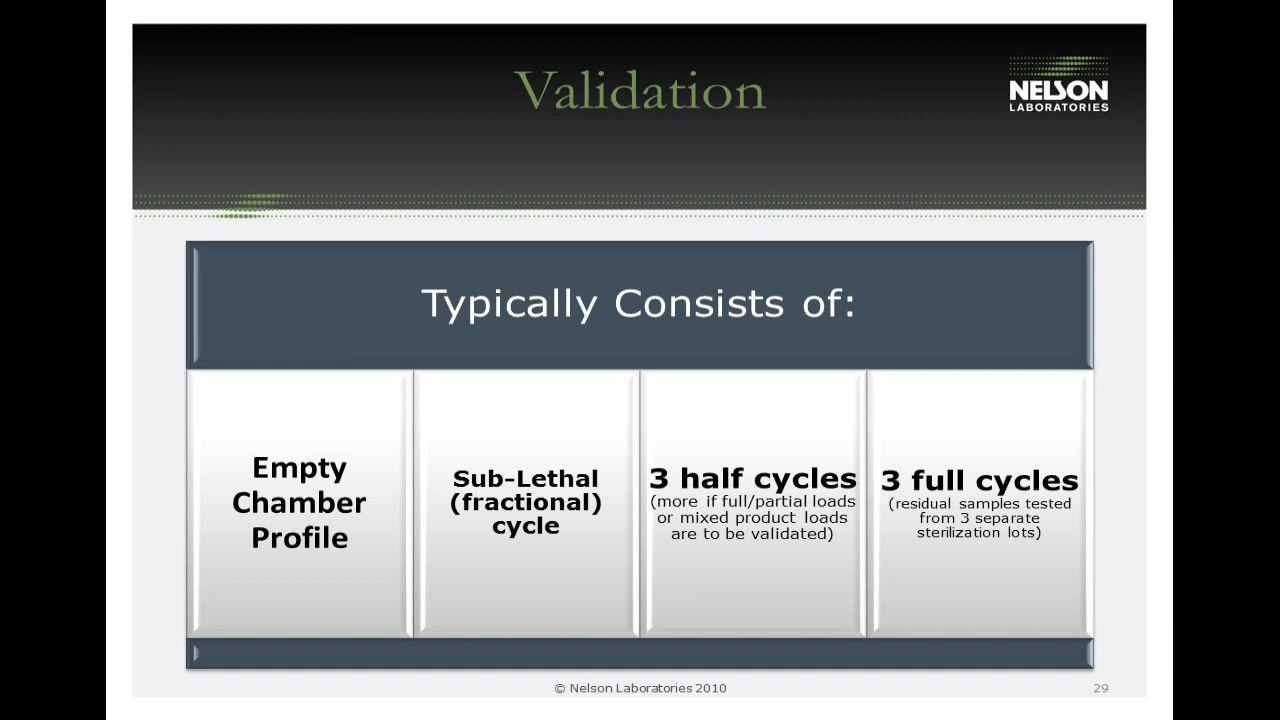 Validation
NELSON
LABORATORIES
Typically Consists of:
Empty
Chamber
Profile
Sub-Lethal
(fractional)
cycle
3 half cycles
(more if full/partial loads
or mixed product loads
are to be validated)
3 full cycles
(residual samples tested
from 3 separate
sterilization lots)
© Nelson Laboratories 2010
29